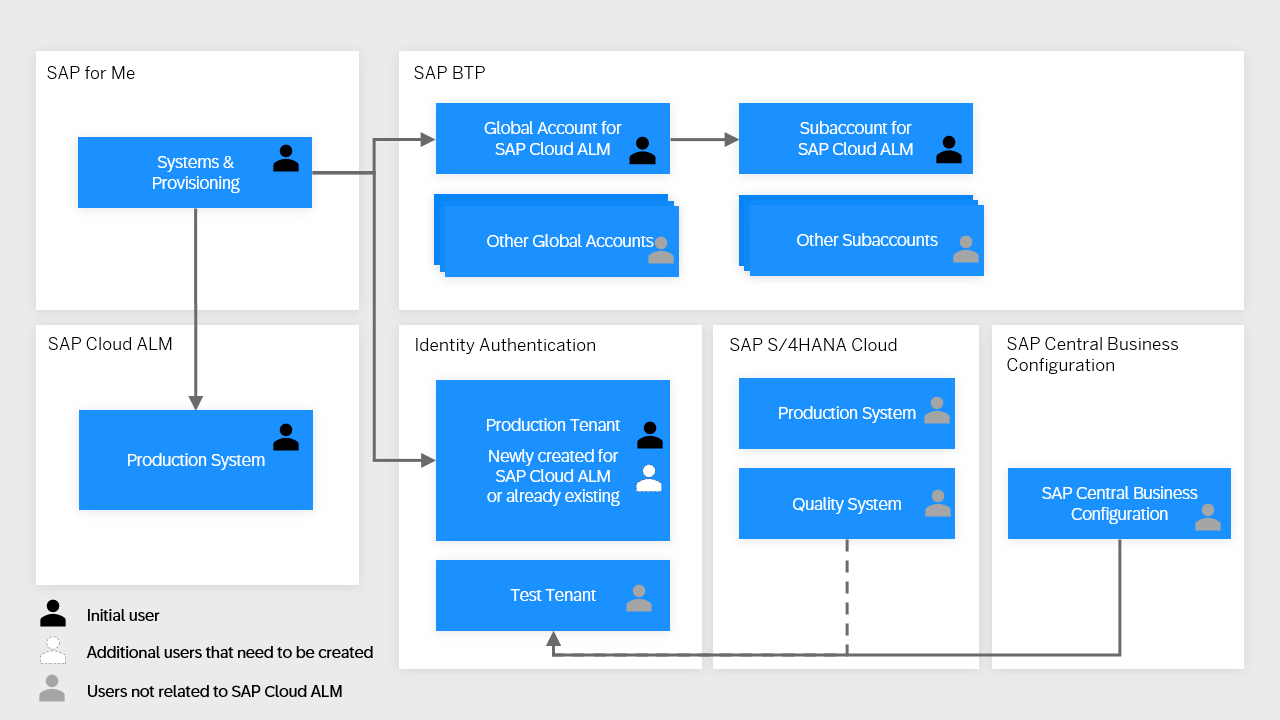 SAP for Me
Systems &
Provisioning
SAP BTP
Global Account for
SAP Cloud ALM
Subaccount for
SAP Cloud ALM
Other Global Accounts
Other Subaccounts
SAP Cloud ALM
Production System
Identity Authentication
Production Tenant
Newly created for
SAP Cloud ALM
or already existing
Test Tenant
SAP S/4HANA Cloud
Production System
Quality System
SAP Central Business
Configuration
SAP Central Business
Configuration
Initial user
Additional users that need to be created
Users not related to SAP Cloud ALM